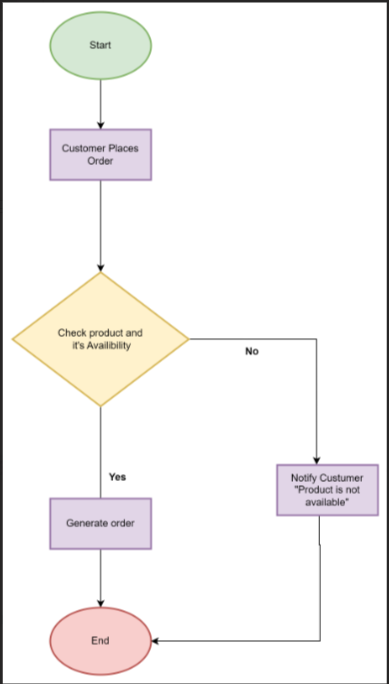 Start
Customer Places
Order
Check product and
it's Availibility
No
Yes
Notify Custumer
"Product is not
available"
Generate order
End